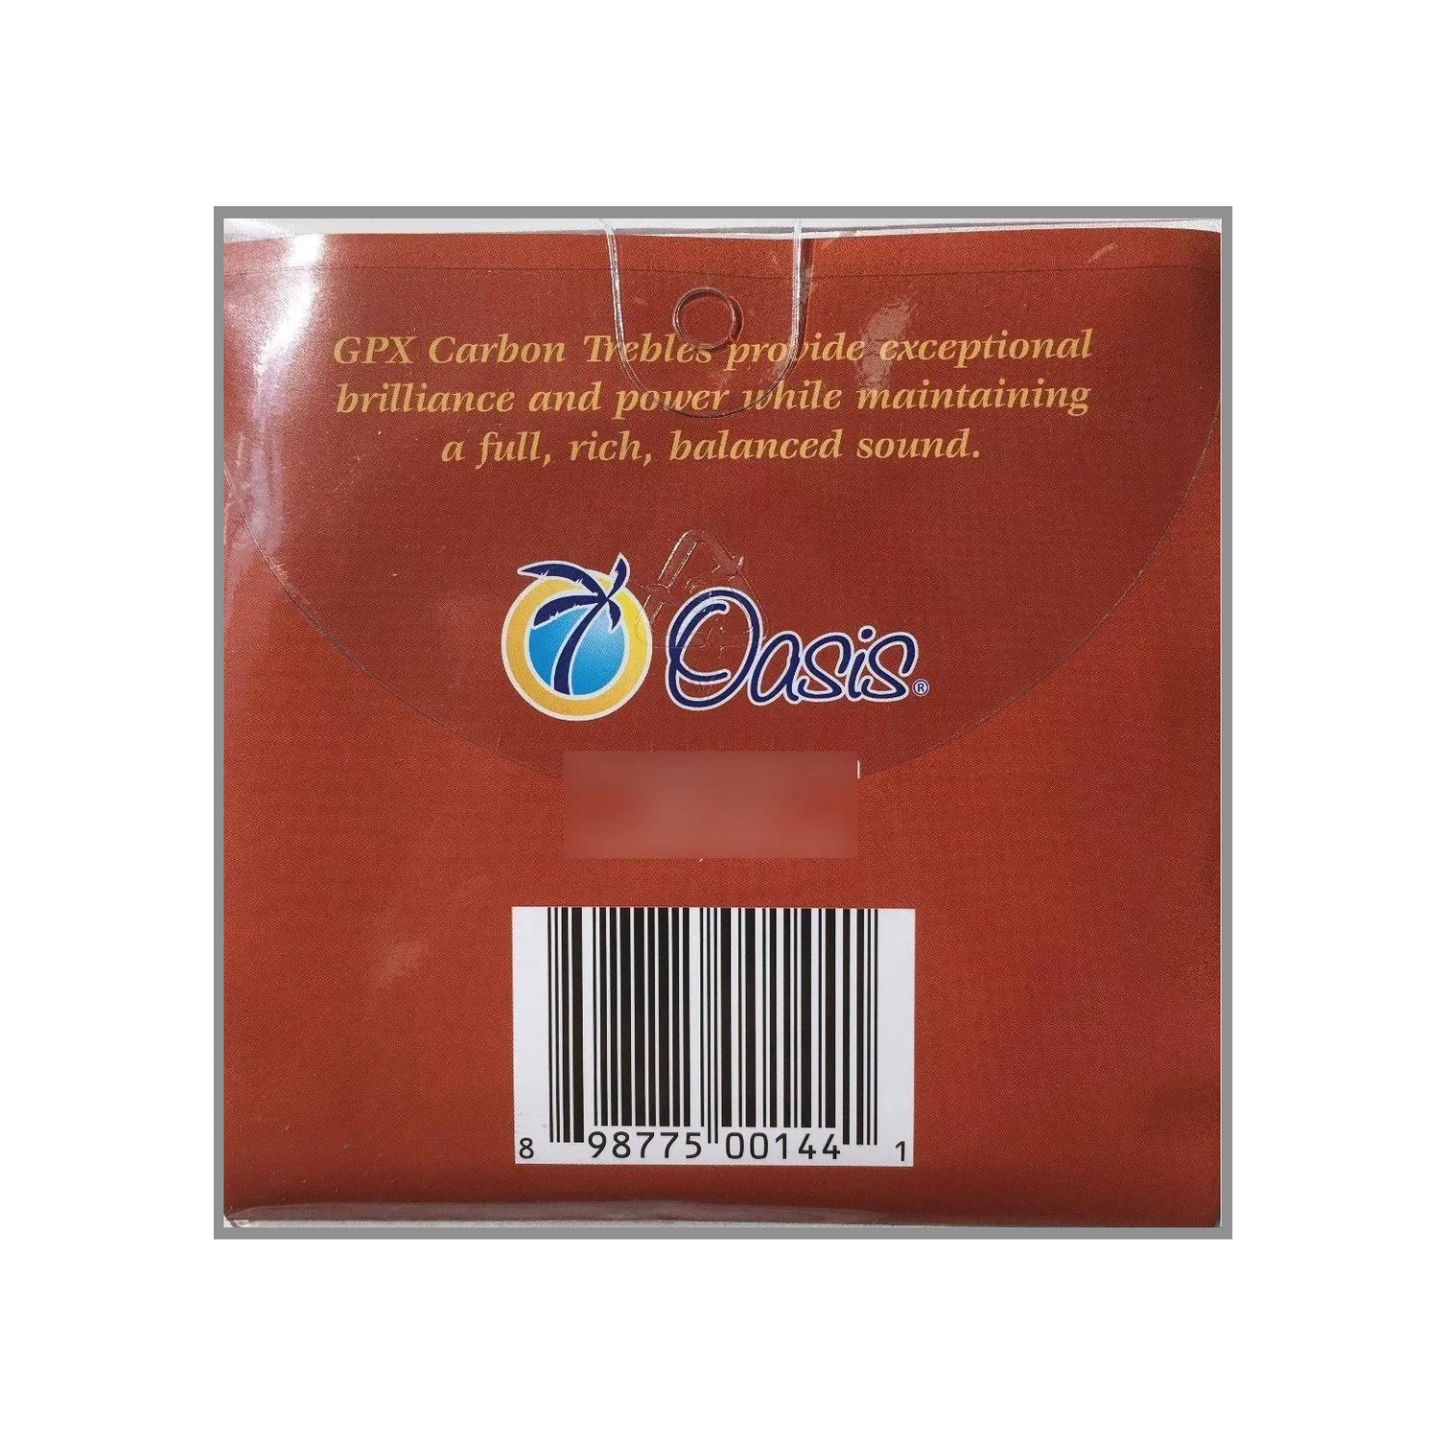 GPX Carbon Trebles provide exceptional
brilliance and power while maintaining
a full, rich, balanced sound.
Oasis®
8 98775 00144 1